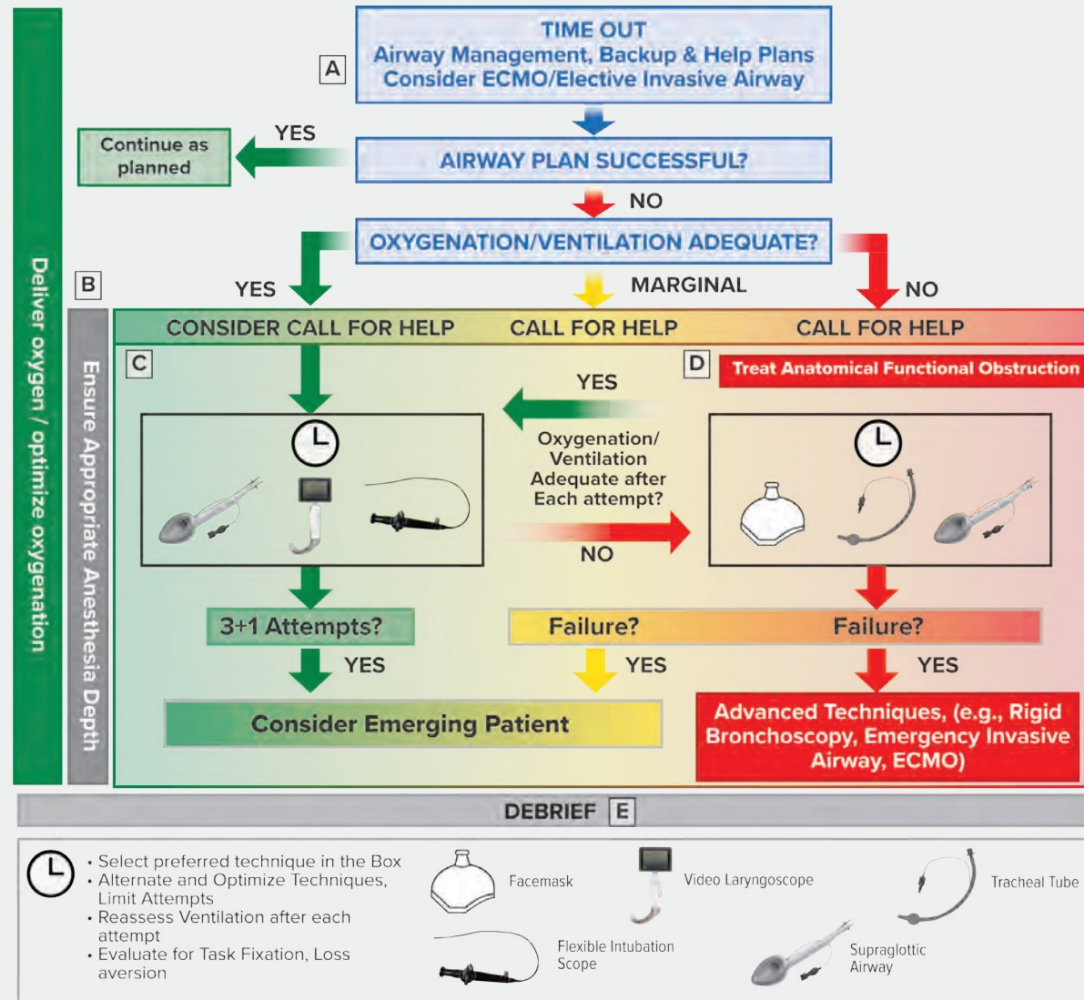 TIME OUT
Airway Management, Backup & Help Plans
Consider ECMO/Elective Invasive Airway
A
YES
Continue as
planned
AIRWAY PLAN SUCCESSFUL?
NO
OXYGENATION/VENTILATION ADEQUATE?
B
YES
MARGINAL
NO
Deliver oxygen / optimize oxygenation
Ensure Appropriate Anesthesia Depth
CONSIDER CALL FOR HELP
CALL FOR HELP
CALL FOR HELP
C
D
Treat Anatomical Functional Obstruction
YES
Oxygenation/
Ventilation
Adequate after
Each attempt?
NO
3+1 Attempts?
Failure?
Failure?
YES
YES
YES
Consider Emerging Patient
Advanced Techniques, (e.g., Rigid
Bronchoscopy, Emergency Invasive
Airway, ECMO)
DEBRIEF E
• Select preferred technique in the Box
• Alternate and Optimize Techniques,
Limit Attempts
• Reassess Ventilation after each
attempt
• Evaluate for Task Fixation, Loss
aversion
Facemask
Video Laryngoscope
Tracheal Tube
Flexible Intubation
Scope
Supraglottic
Airway